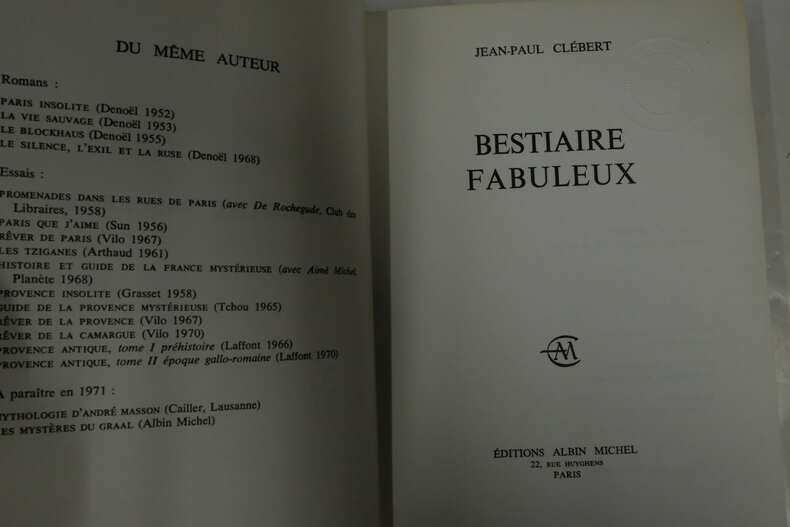 DU MÊME AUTEUR
Romans :
PARIS INSOLITE (Denoël 1952)
LA VIE SAUVAGE (Denoël 1953)
LE BLOCKHAUS (Denoël 1955)
LE SILENCE, L'EXIL ET LA RUSE (Denoël 1968)
Essais :
PROMENADES DANS LES RUES DE PARIS (avec De Rochegude, Club des
Libraires, 1958)
PARIS QUE J'AIME (Sun 1956)
RÊVER DE PARIS (Vilo 1967)
LES TZIGANES (Arthaud 1961)
HISTOIRE ET GUIDE DE LA FRANCE MYSTÉRIEUSE (avec Aimé Michel,
Planète 1968)
PROVENCE INSOLITE (Grasset 1958)
GUIDE DE LA PROVENCE MYSTÉRIEUSE (Tchou 1965)
RÊVER DE LA PROVENCE (Vilo 1967)
RÊVER DE LA CAMARGUE (Vilo 1970)
PROVENCE ANTIQUE, tome I préhistoire (Laffont 1966)
PROVENCE ANTIQUE, tome II époque gallo-romaine (Laffont 1970)
A paraître en 1971 :
MYTHOLOGIE D'ANDRÉ MASSON (Cailler, Lausanne)
LES MYSTÈRES DU GRAAL (Albin Michel)
JEAN-PAUL CLÉBERT
BESTIAIRE
FABULEUX
AM
ÉDITIONS ALBIN MICHEL
22, RUE HUYGHENS
PARIS